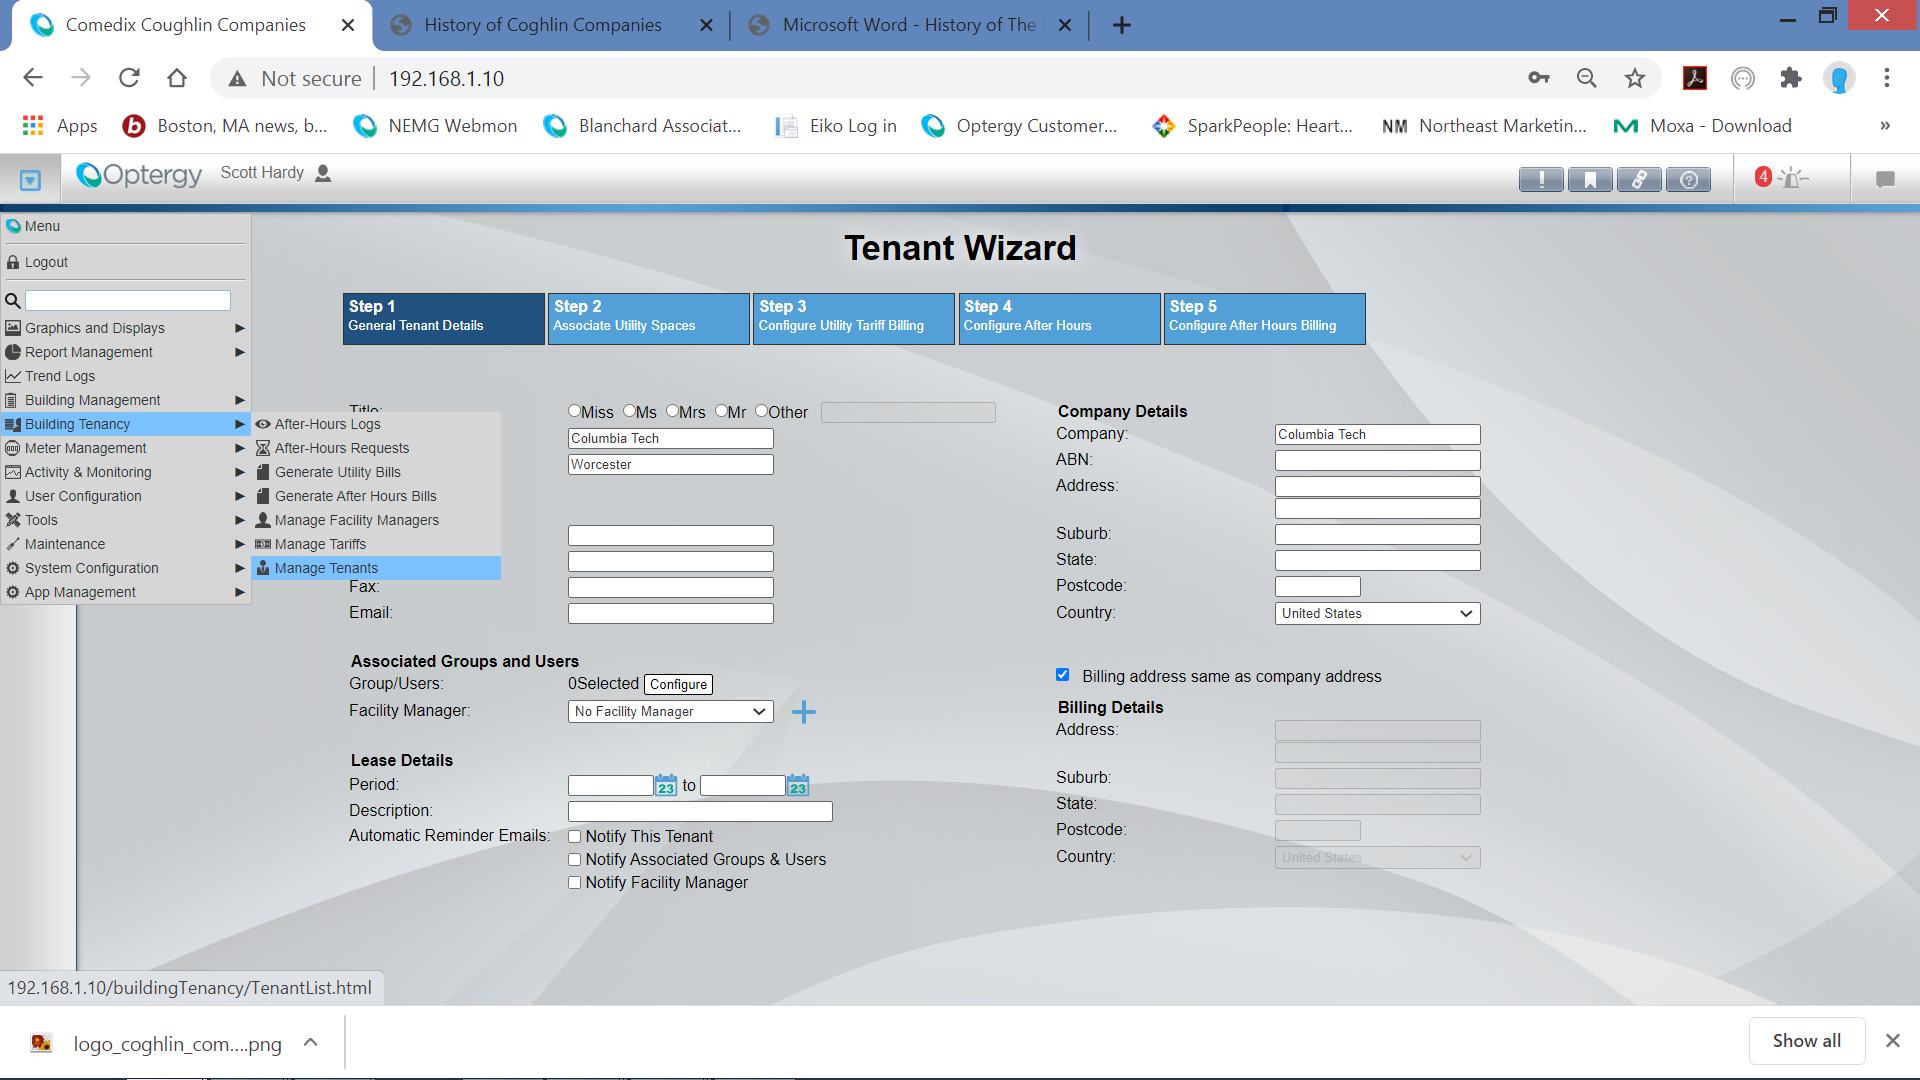 Comedix Coughlin Companies
History of Coghlin Companies
Microsoft Word - History of The
Not secure
192.168.1.10
Apps
Boston, MA news, b...
NEMG Webmon
Blanchard Associat...
Eiko Log in
Optergy Customer...
SparkPeople: Heart...
NM Northeast Marketin...
Moxa - Download
»
Optergy
Scott Hardy
4
Menu
Logout
Graphics and Displays
Report Management
Trend Logs
Building Management
Building Tenancy
Meter Management
Activity & Monitoring
User Configuration
Tools
Maintenance
System Configuration
App Management
After-Hours Logs
After-Hours Requests
Generate Utility Bills
Generate After Hours Bills
Manage Facility Managers
Manage Tariffs
Manage Tenants
Tenant Wizard
Step 1
General Tenant Details
Step 2
Associate Utility Spaces
Step 3
Configure Utility Tariff Billing
Step 4
Configure After Hours
Step 5
Configure After Hours Billing
Title:
Miss Ms Mrs Mr Other
Columbia Tech
Worcester
Fax:
Email:
Associated Groups and Users
Group/Users:
0Selected Configure
Facility Manager:
No Facility Manager
Lease Details
Period:
23 to 23
Description:
Automatic Reminder Emails:
Notify This Tenant
Notify Associated Groups & Users
Notify Facility Manager
Company Details
Company:
Columbia Tech
ABN:
Address:
Suburb:
State:
Postcode:
Country:
United States
Billing address same as company address
Billing Details
Address:
Suburb:
State:
Postcode:
Country:
United States
192.168.1.10/buildingTenancy/TenantList.html
logo_coghlin_com....png
Show all